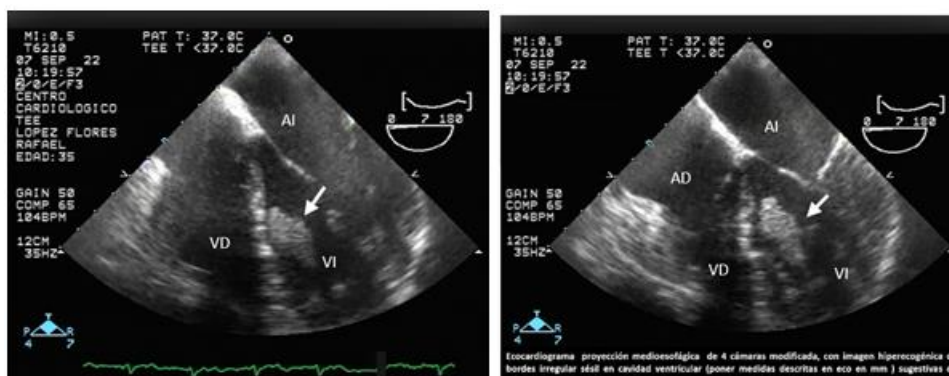 MI:0.5
T6210
07 SEP 22
10:19:57
2/0/E/F3
CENTRO
CARDIOLOGICO
TEE
LOPEZ FLORES
RAFAEL
EDAD:35
GAIN 50
COMP 65
104BPM
12CM
35HZ
P R
4 7
PAT T: 37.0C
TEE T <37.0C
0 7 180
AI
VD
VI
MI:0.5
T6210
07 SEP 22
10:19:57
2/0/E/F3
GAIN 50
COMP 65
104BPM
12CM
35HZ
P R
4 7
PAT T: 37.0C
TEE T <37.0C
0 7 180
AI
AD
VD
VI
Ecocardiograma proyección medioesofágica de 4 cámaras modificada, con imagen hiperecogénica
bordes irregular sésil en cavidad ventricular (poner medidas descritas en eco en mm ) sugestivas